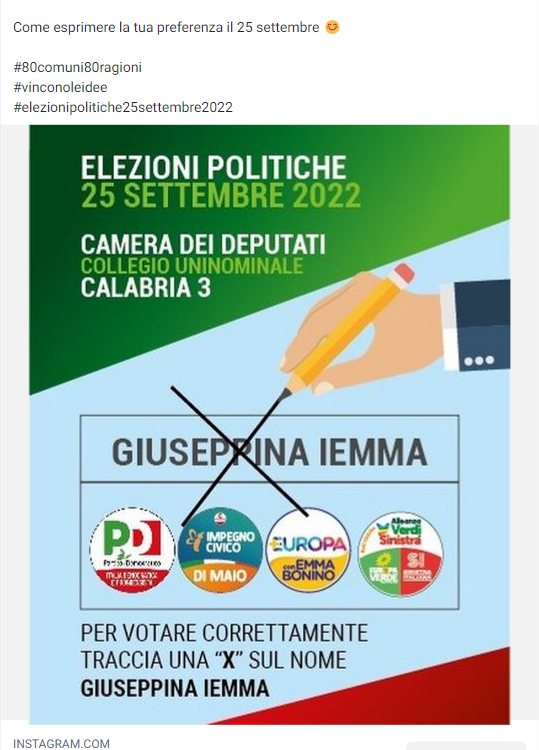 Come esprimere la tua preferenza il 25 settembre 😊
#80comuni80ragioni
#vinconoleidee
#elezionipolitiche25settembre2022
ELEZIONI POLITICHE
25 SETTEMBRE 2022
CAMERA DEI DEPUTATI
COLLEGIO UNINOMINALE
CALABRIA 3
GIUSEPPINA IEMMA
PD
Partito Democratico
ITALIA DEMOCRATICA
E PROGRESSISTA
IMPEGNO
CIVICO
DI MAIO
+EUROPA
con EMMA
BONINO
Alleanza
Verdi
Sinistra
EUROPA
VERDE
SI
SINISTRA
ITALIANA
PER VOTARE CORRETTAMENTE
TRACCIA UNA “X” SUL NOME
GIUSEPPINA IEMMA
INSTAGRAM.COM